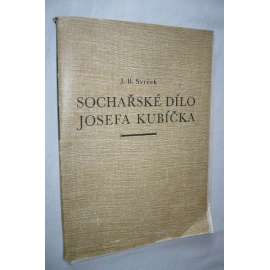 J. B. Svrček
SOCHAŘSKÉ DÍLO
JOSEFA KUBÍČKA